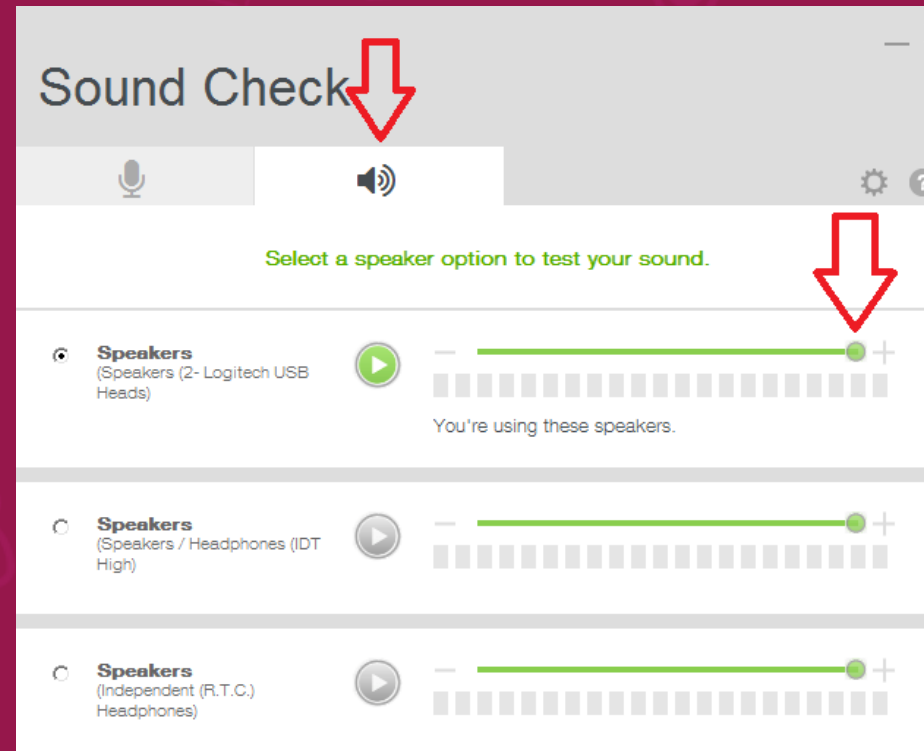 Sound Check
Select a speaker option to test your sound.
Speakers
(Speakers (2- Logitech USB
Heads)
You're using these speakers.
Speakers
(Speakers / Headphones (IDT
High)
Speakers
(Independent (R.T.C.)
Headphones)